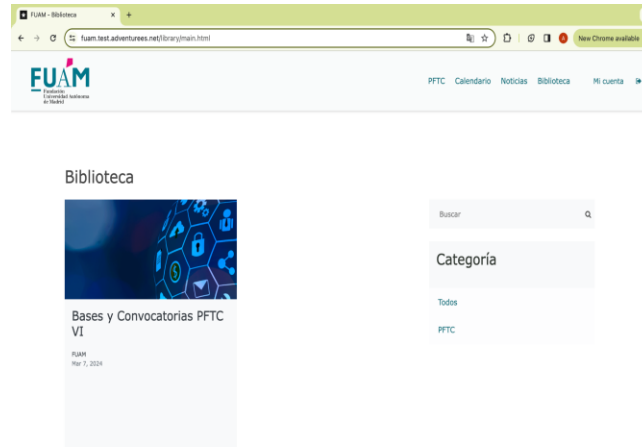 FUAM - Biblioteca
fuam.test.adventurees.net/library/main.html
New Chrome available
FUAM
Fundación
Universidad Autónoma
de Madrid
PFTC Calendario Noticias Biblioteca Mi cuenta
Biblioteca
Buscar
Categoría
Todos
PFTC
Bases y Convocatorias PFTC
VI
FUAM
Mar 7, 2024